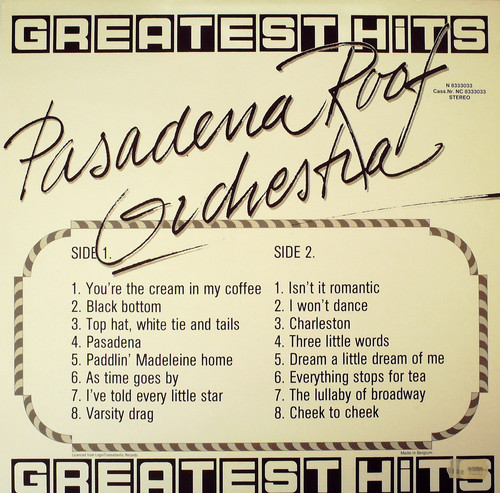 GREATEST HiTS
Pasadena Roof
Orchestra
N 8333033
Cass.Nr. NC 8333033
STEREO
SIDE 1.
1. You're the cream in my coffee
2. Black bottom
3. Top hat, white tie and tails
4. Pasadena
5. Paddlin' Madeleine home
6. As time goes by
7. I've told every little star
8. Varsity drag
SIDE 2.
1. Isn't it romantic
2. I won't dance
3. Charleston
4. Three little words
5. Dream a little dream of me
6. Everything stops for tea
7. The lullaby of broadway
8. Cheek to cheek
Made in Belgium
GREATEST HiTS